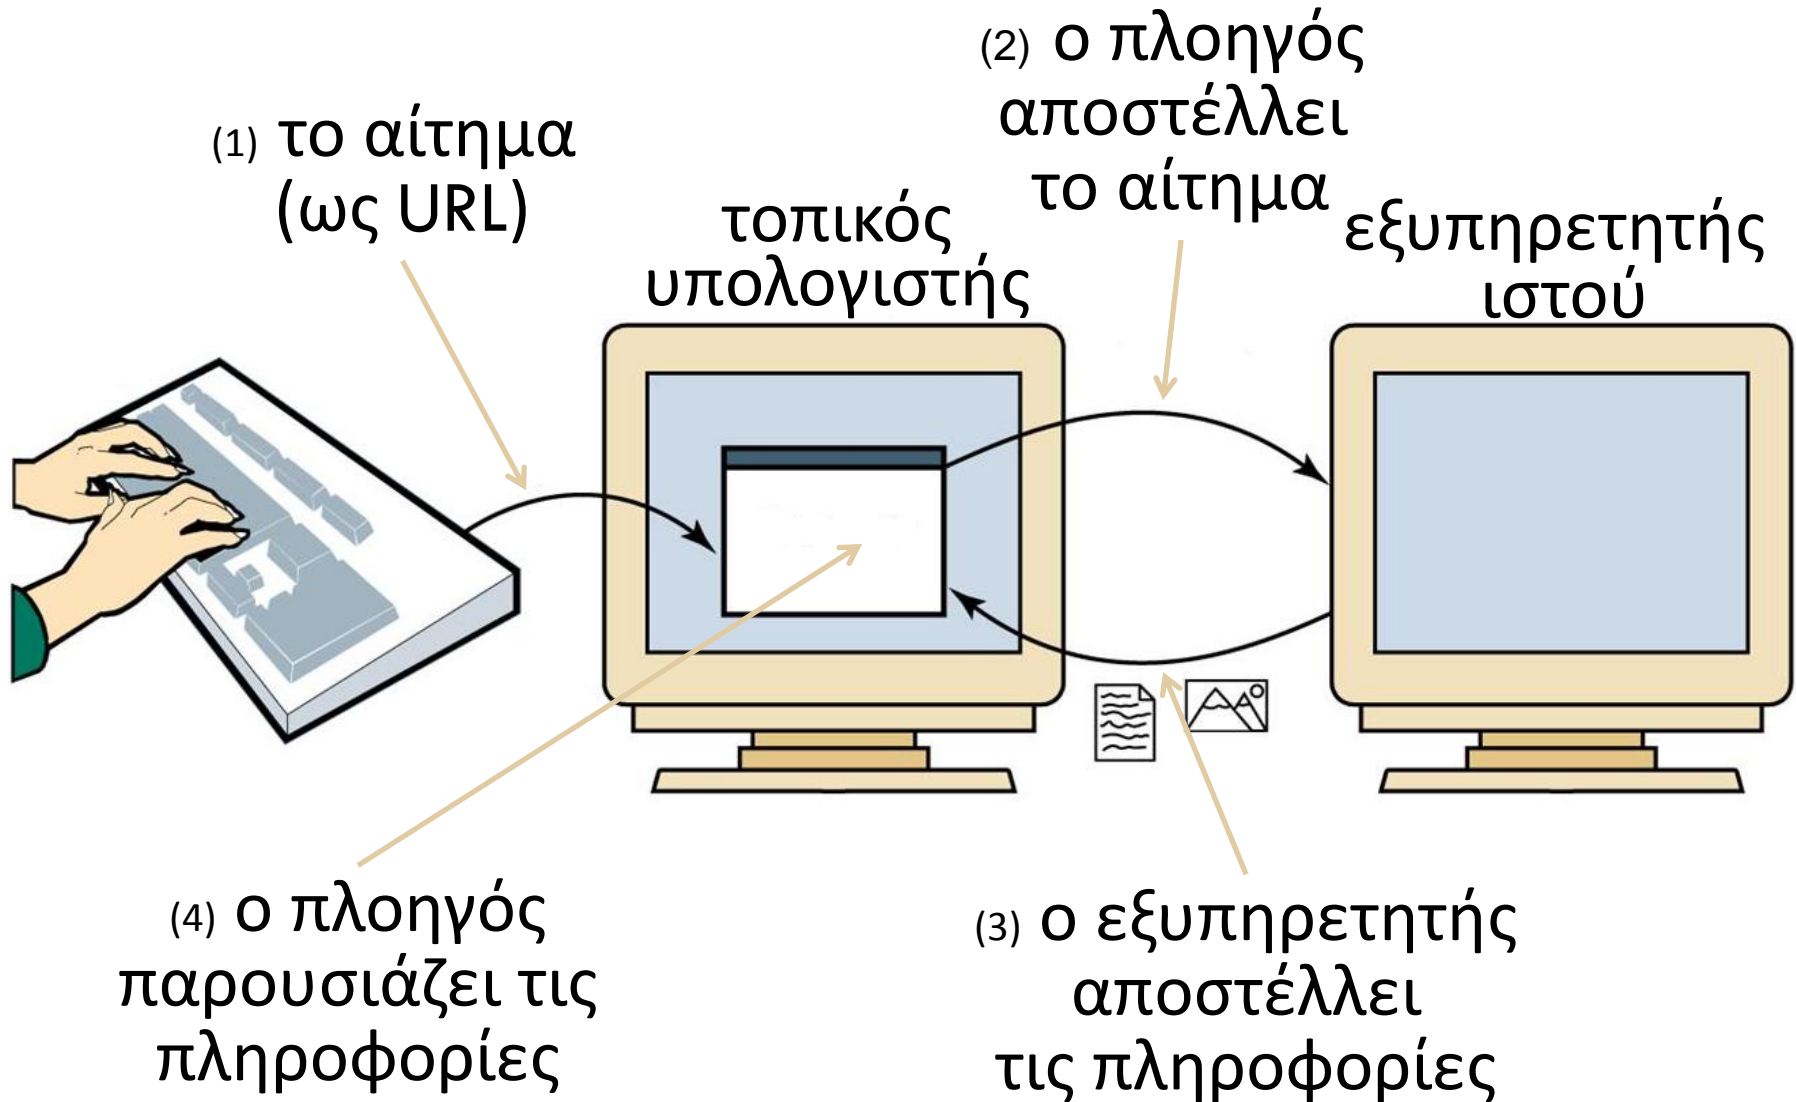 (1) το αίτημα
(ως URL)
τοπικός
υπολογιστής
(2) ο πλοηγός
αποστέλλει
το αίτημα
εξυπηρετητής
ιστού
(4) ο πλοηγός
παρουσιάζει τις
πληροφορίες
(3) ο εξυπηρετητής
αποστέλλει
τις πληροφορίες